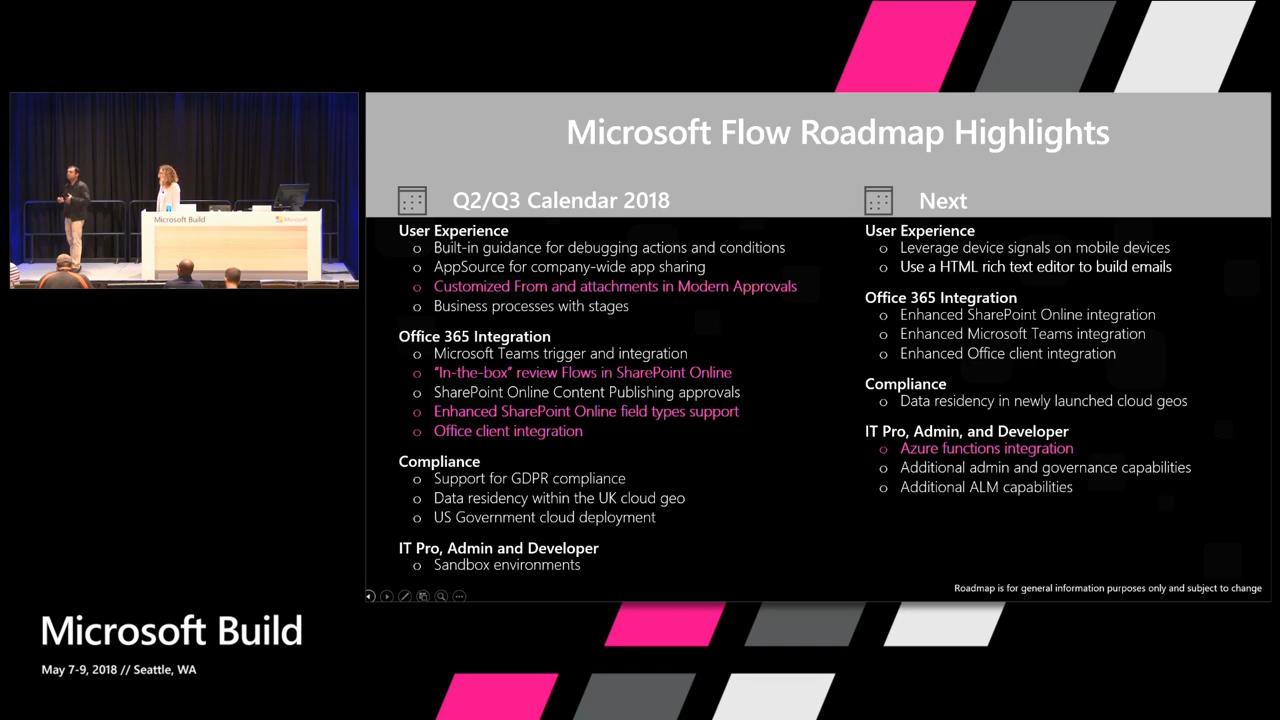 Microsoft Flow Roadmap Highlights
Q2/Q3 Calendar 2018
User Experience
o Built-in guidance for debugging actions and conditions
o AppSource for company-wide app sharing
o Customized From and attachments in Modern Approvals
o Business processes with stages
Office 365 Integration
o Microsoft Teams trigger and integration
o "In-the-box" review Flows in SharePoint Online
o SharePoint Online Content Publishing approvals
o Enhanced SharePoint Online field types support
o Office client integration
Compliance
o Support for GDPR compliance
o Data residency within the UK cloud geo
o US Government cloud deployment
IT Pro, Admin and Developer
o Sandbox environments
Next
User Experience
o Leverage device signals on mobile devices
o Use a HTML rich text editor to build emails
Office 365 Integration
o Enhanced SharePoint Online integration
o Enhanced Microsoft Teams integration
o Enhanced Office client integration
Compliance
o Data residency in newly launched cloud geos
IT Pro, Admin, and Developer
o Azure functions integration
o Additional admin and governance capabilities
o Additional ALM capabilities
Roadmap is for general information purposes only and subject to change
Microsoft Build
Microsoft
Microsoft Build
May 7-9, 2018 // Seattle, WA